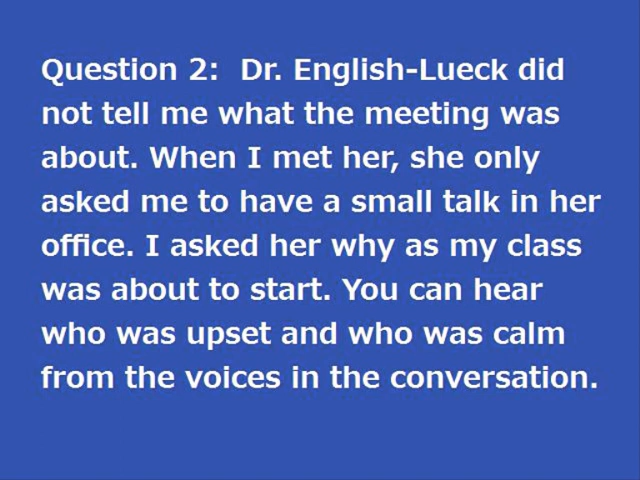 Question 2:  Dr. English-Lueck did
not tell me what the meeting was
about. When I met her, she only
asked me to have a small talk in her
office. I asked her why as my class
was about to start. You can hear
who was upset and who was calm
from the voices in the conversation.